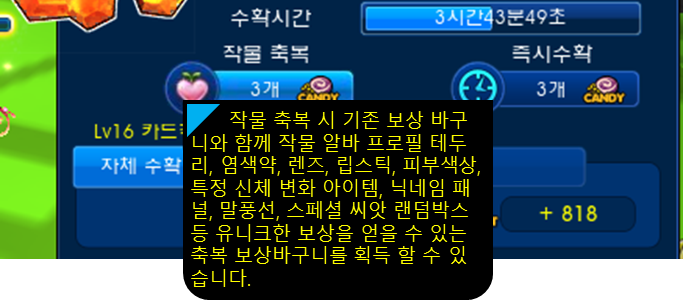 수확시간
3시간43분49초
작물 축복
즉시수확
3개
CANDY
3개
CANDY
Lv16 카드
자체 수확
작물 축복 시 기존 보상 바구
니와 함께 작물 알바 프로필 테두
리, 염색약, 렌즈, 립스틱, 피부색상,
특정 신체 변화 아이템, 닉네임 패
널, 말풍선, 스페셜 씨앗 랜덤박스
등 유니크한 보상을 얻을 수 있는
축복 보상바구니를 획득 할 수 있
습니다.
+ 818